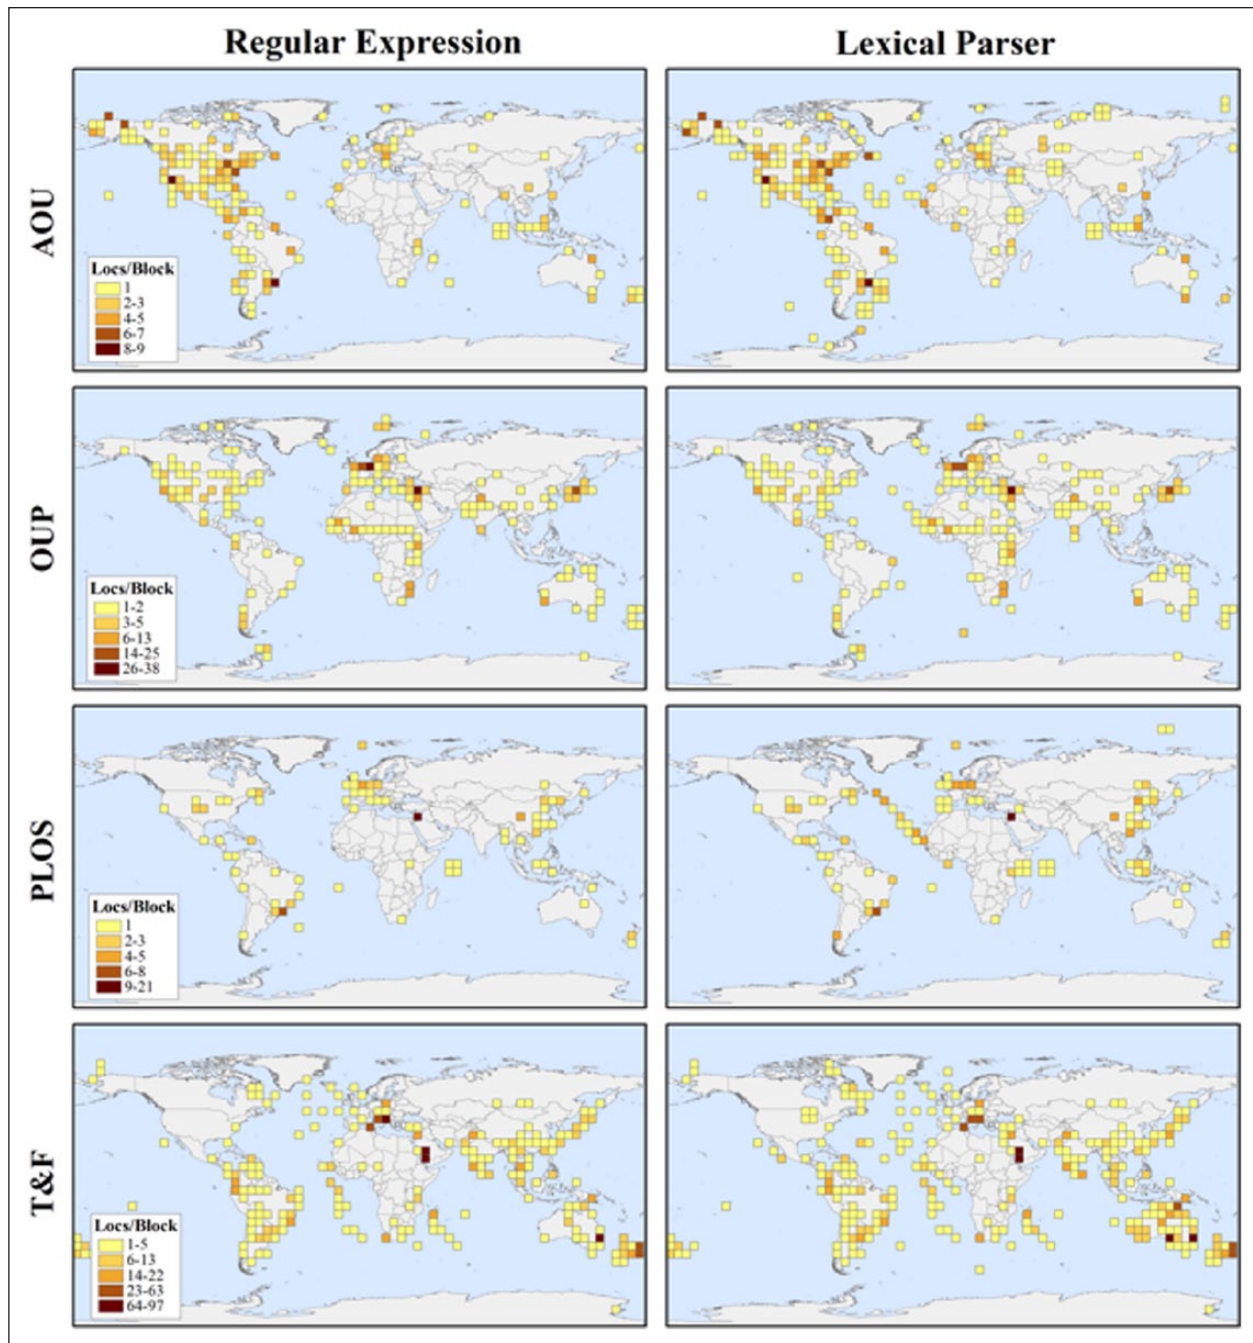 Regular Expression
Lexical Parser
AOU
Locs/Block
1
2-3
4-5
6-7
8-9
OUP
Locs/Block
1-2
3-5
6-13
14-25
26-38
PLOS
Locs/Block
1
2-3
4-5
6-8
9-21
T&F
Locs/Block
1-5
6-13
14-22
23-63
64-97